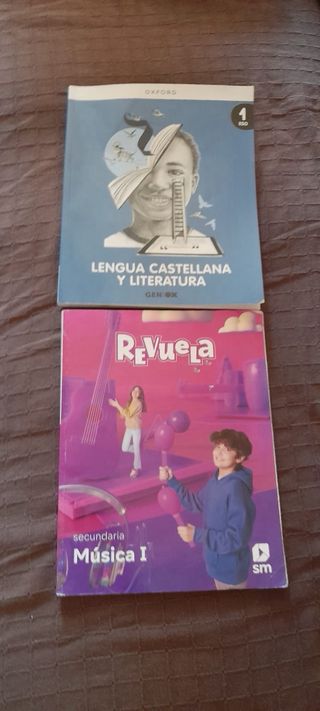 OXFORD
1
ESO
LENGUA CASTELLANA
Y LITERATURA
GENiOX
REVUELA
secundaria
Música I
sm